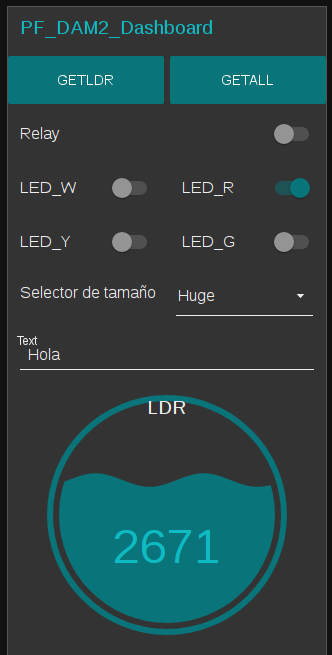 PF_DAM2_Dashboard
GETLDR GETALL
Relay
LED_W LED_R
LED_Y LED_G
Selector de tamaño Huge
Text
Hola
LDR
2671